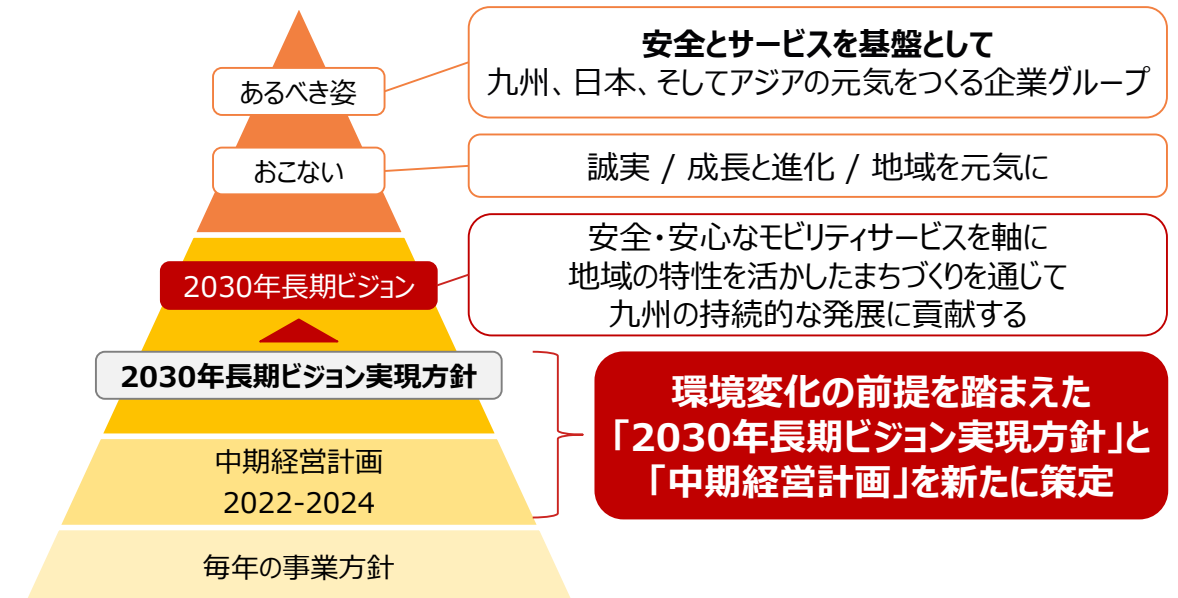 あるべき姿
安全とサービスを基盤として
九州、日本、そしてアジアの元気をつくる企業グループ
おこない
誠実 / 成長と進化 / 地域を元気に
2030年長期ビジョン
安全・安心なモビリティサービスを軸に
地域の特性を活かしたまちづくりを通じて
九州の持続的な発展に貢献する
2030年長期ビジョン実現方針
中期経営計画
2022-2024
環境変化の前提を踏まえた
「2030年長期ビジョン実現方針」と
「中期経営計画」を新たに策定
毎年の事業方針